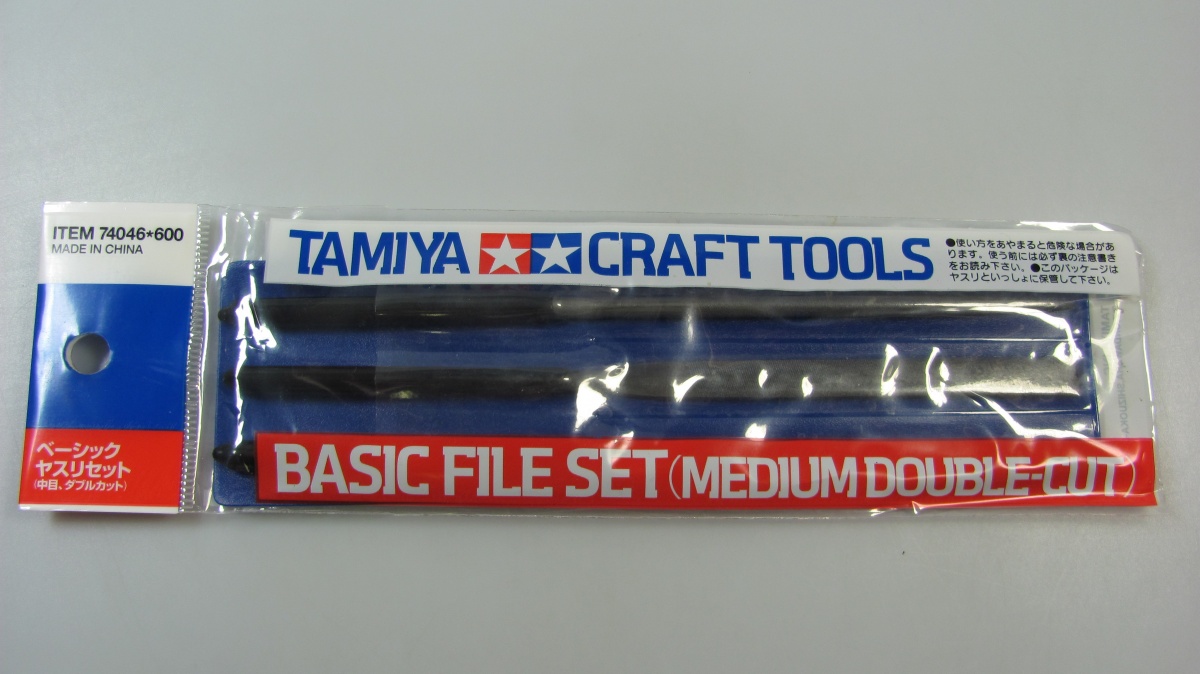 ITEM 74046*600
MADE IN CHINA
ベーシック
ヤスリセット
(中目、ダブルカット)
TAMIYA CRAFT TOOLS
●使い方をあやまると危険な場合があ
ります。使う前には必ず裏の注意書き
をお読み下さい。●このパッケージは
ヤスリといっしょに保管して下さい。
BASIC FILE SET (MEDIUM DOUBLE-CUT)